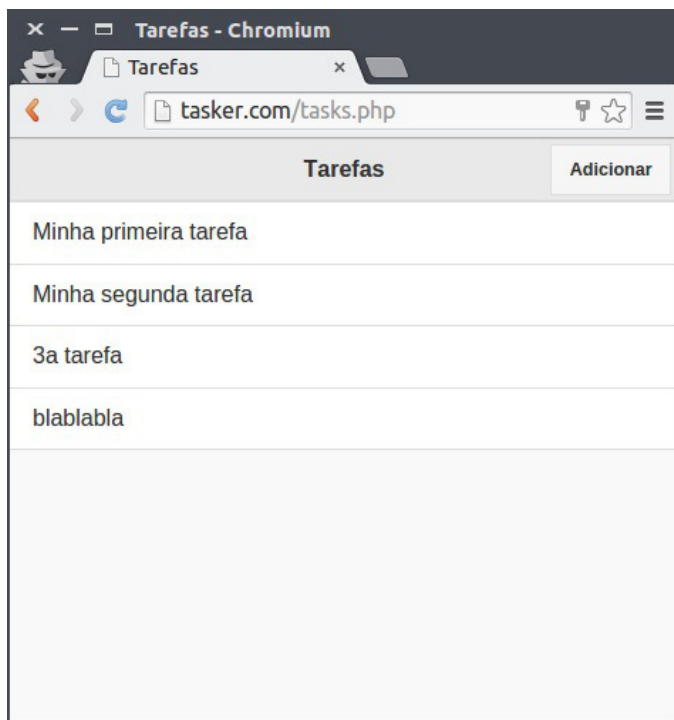 Tarefas - Chromium
Tarefas
tasker.com/tasks.php
Tarefas Adicionar
Minha primeira tarefa
Minha segunda tarefa
3a tarefa
blablabla